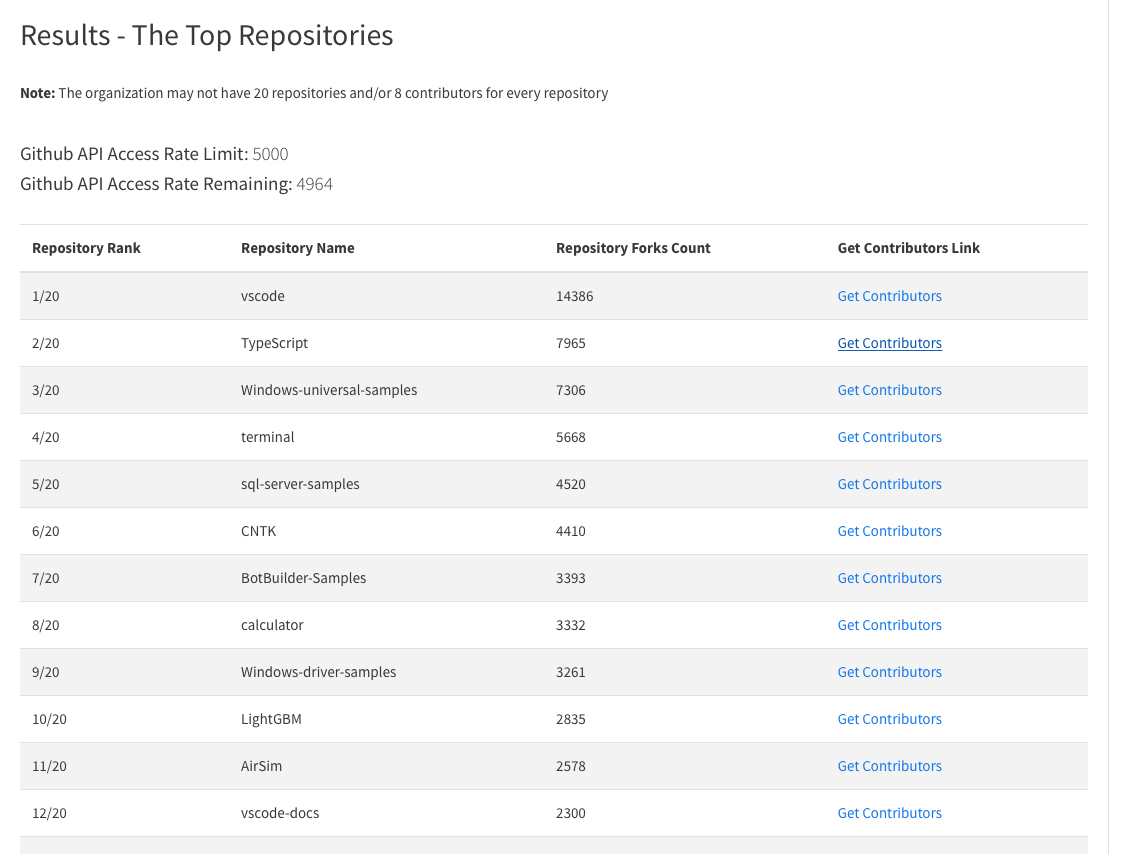 Results - The Top Repositories
Note: The organization may not have 20 repositories and/or 8 contributors for every repository
Github API Access Rate Limit: 5000
Github API Access Rate Remaining: 4964
Repository Rank Repository Name Repository Forks Count Get Contributors Link
1/20 vscode 14386 Get Contributors
2/20 TypeScript 7965 Get Contributors
3/20 Windows-universal-samples 7306 Get Contributors
4/20 terminal 5668 Get Contributors
5/20 sql-server-samples 4520 Get Contributors
6/20 CNTK 4410 Get Contributors
7/20 BotBuilder-Samples 3393 Get Contributors
8/20 calculator 3332 Get Contributors
9/20 Windows-driver-samples 3261 Get Contributors
10/20 LightGBM 2835 Get Contributors
11/20 AirSim 2578 Get Contributors
12/20 vscode-docs 2300 Get Contributors